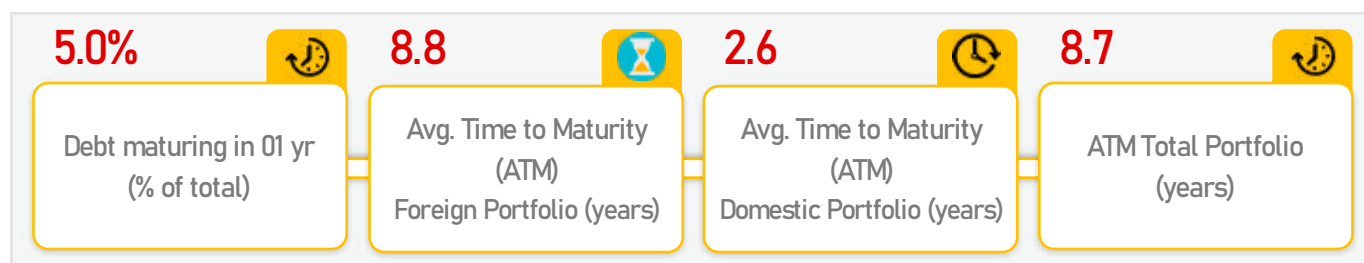 5.0%
Debt maturing in 01 yr
(% of total)
8.8
Avg. Time to Maturity
(ATM)
Foreign Portfolio (years)
2.6
Avg. Time to Maturity
(ATM)
Domestic Portfolio (years)
8.7
ATM Total Portfolio
(years)